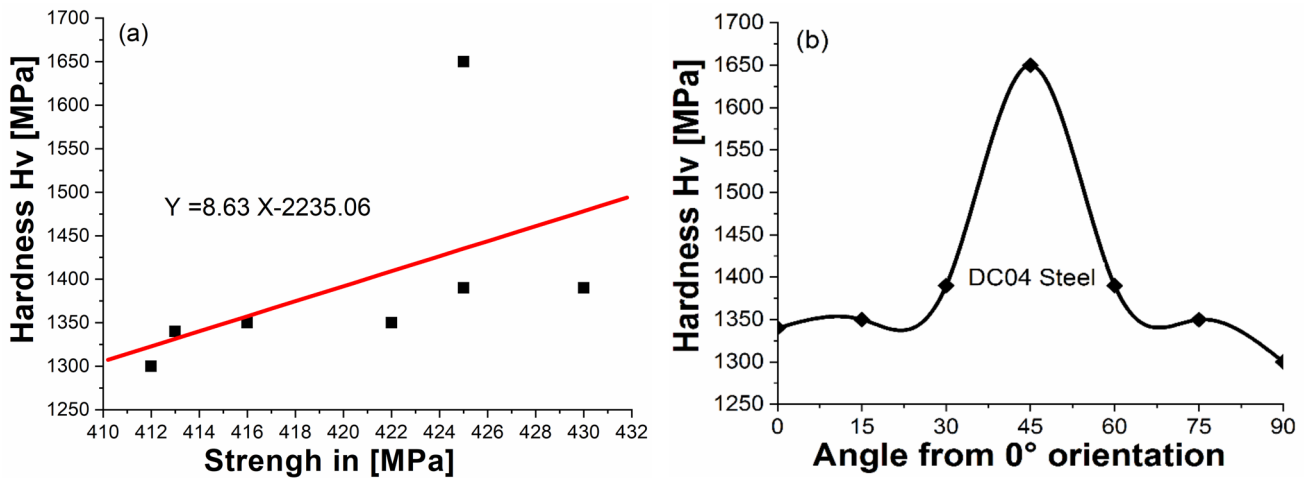 (a)
Hardness Hv [MPa]
1700
1650
1600
1550
1500
1450
1400
1350
1300
1250
Y =8.63 X-2235.06
410 412 414 416 418 420 422 424 426 428 430 432
Strengh in [MPa]
(b)
Hardness Hv [MPa]
1700
1650
1600
1550
1500
1450
1400
1350
1300
1250
DC04 Steel
0 15 30 45 60 75 90
Angle from 0° orientation